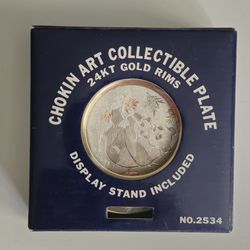 CHOKIN ART COLLECTIBLE PLATE
24KT GOLD RIMS
DISPLAY STAND INCLUDED
NO.2534